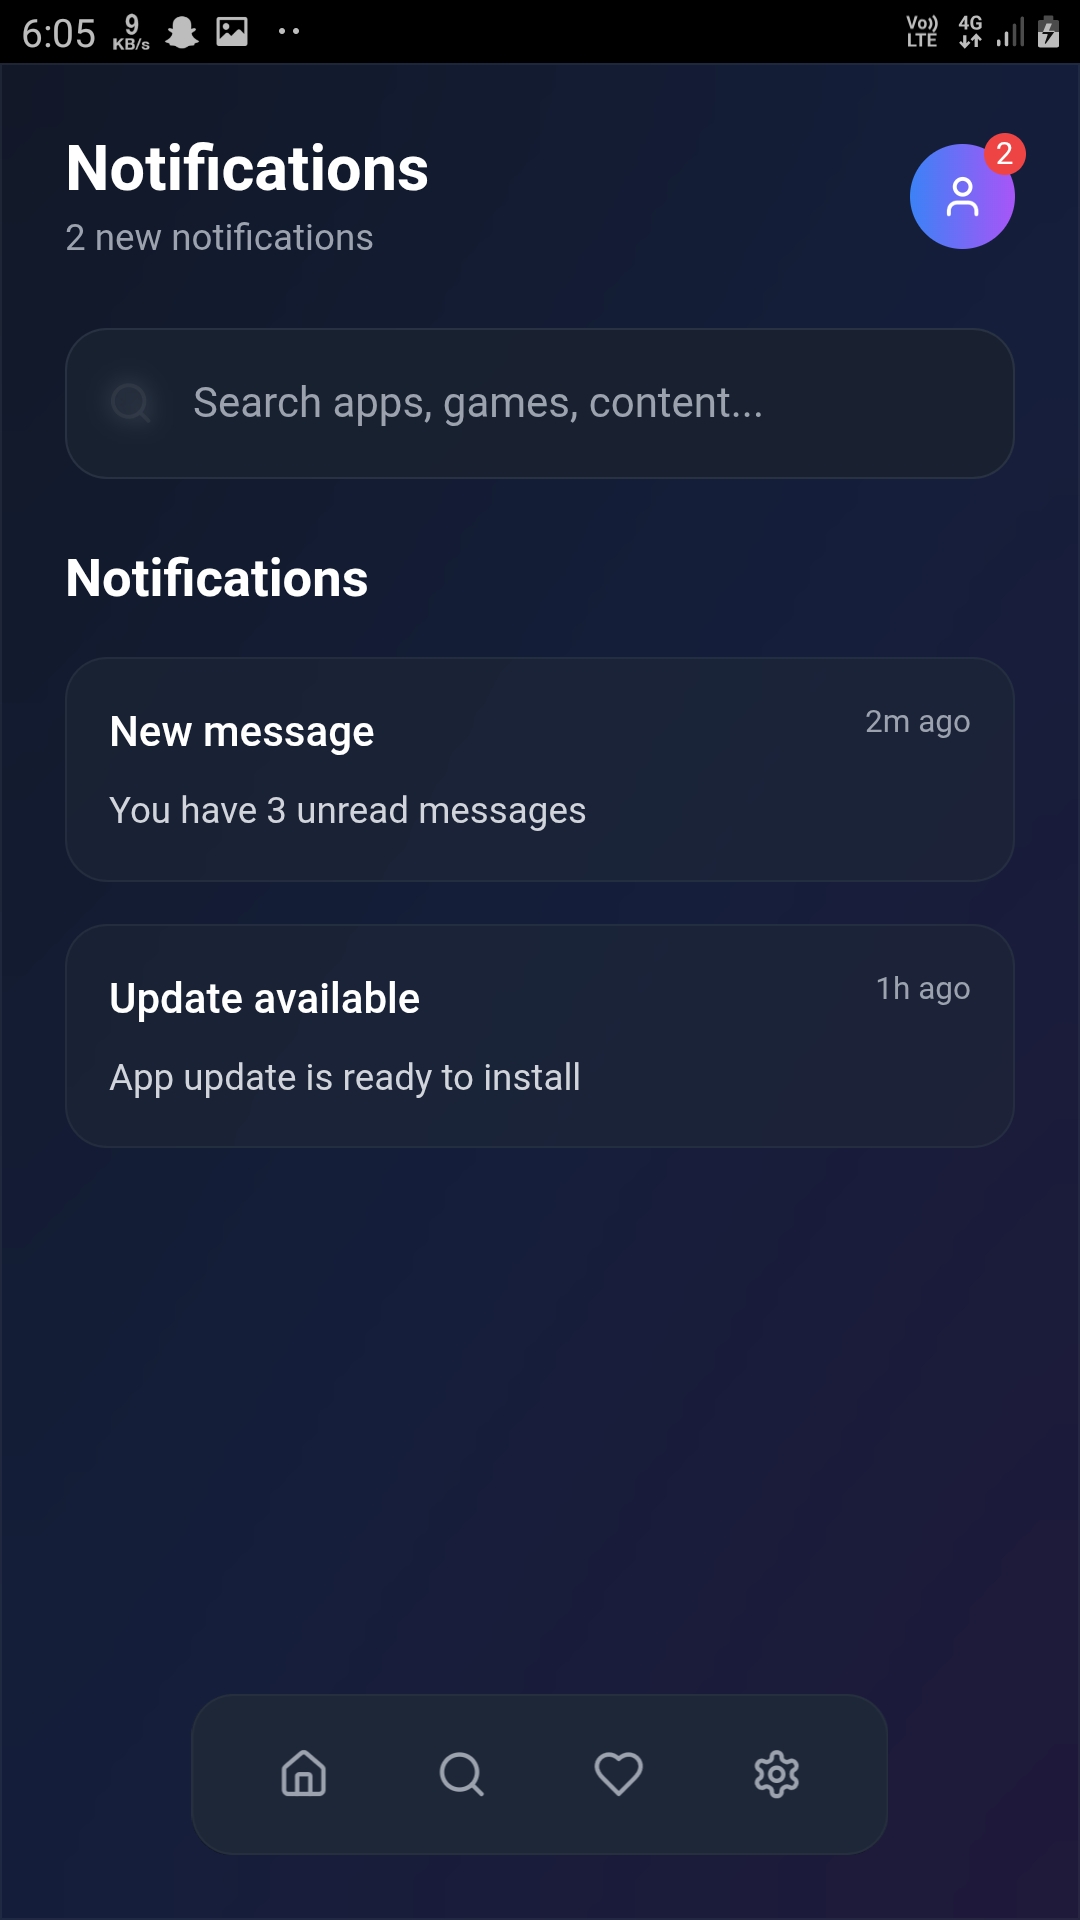 6:05 9 KB/s Vo)) LTE 4G
Notifications
2
2 new notifications
Search apps, games, content...
Notifications
New message 2m ago
You have 3 unread messages
Update available 1h ago
App update is ready to install